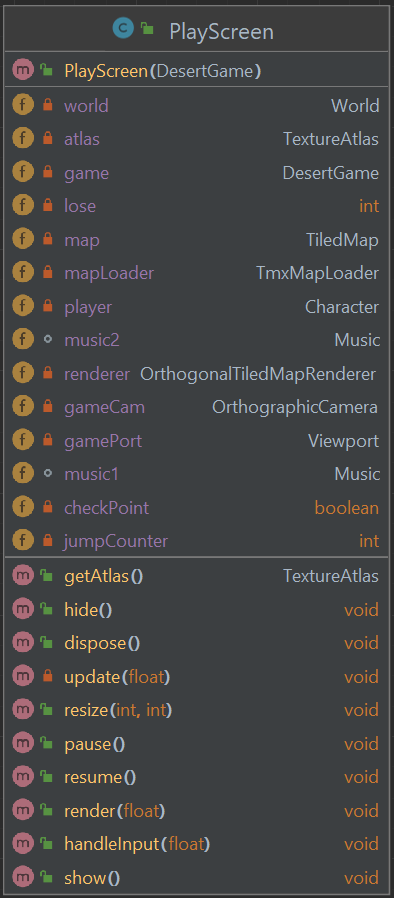 C PlayScreen
m PlayScreen(DesertGame)
f world World
f atlas TextureAtlas
f game DesertGame
f lose int
f map TiledMap
f mapLoader TmxMapLoader
f player Character
f music2 Music
f renderer OrthogonalTiledMapRenderer
f gameCam OrthographicCamera
f gamePort Viewport
f music1 Music
f checkPoint boolean
f jumpCounter int
m getAtlas() TextureAtlas
m hide() void
m dispose() void
m update(float) void
m resize(int, int) void
m pause() void
m resume() void
m render(float) void
m handleInput(float) void
m show() void